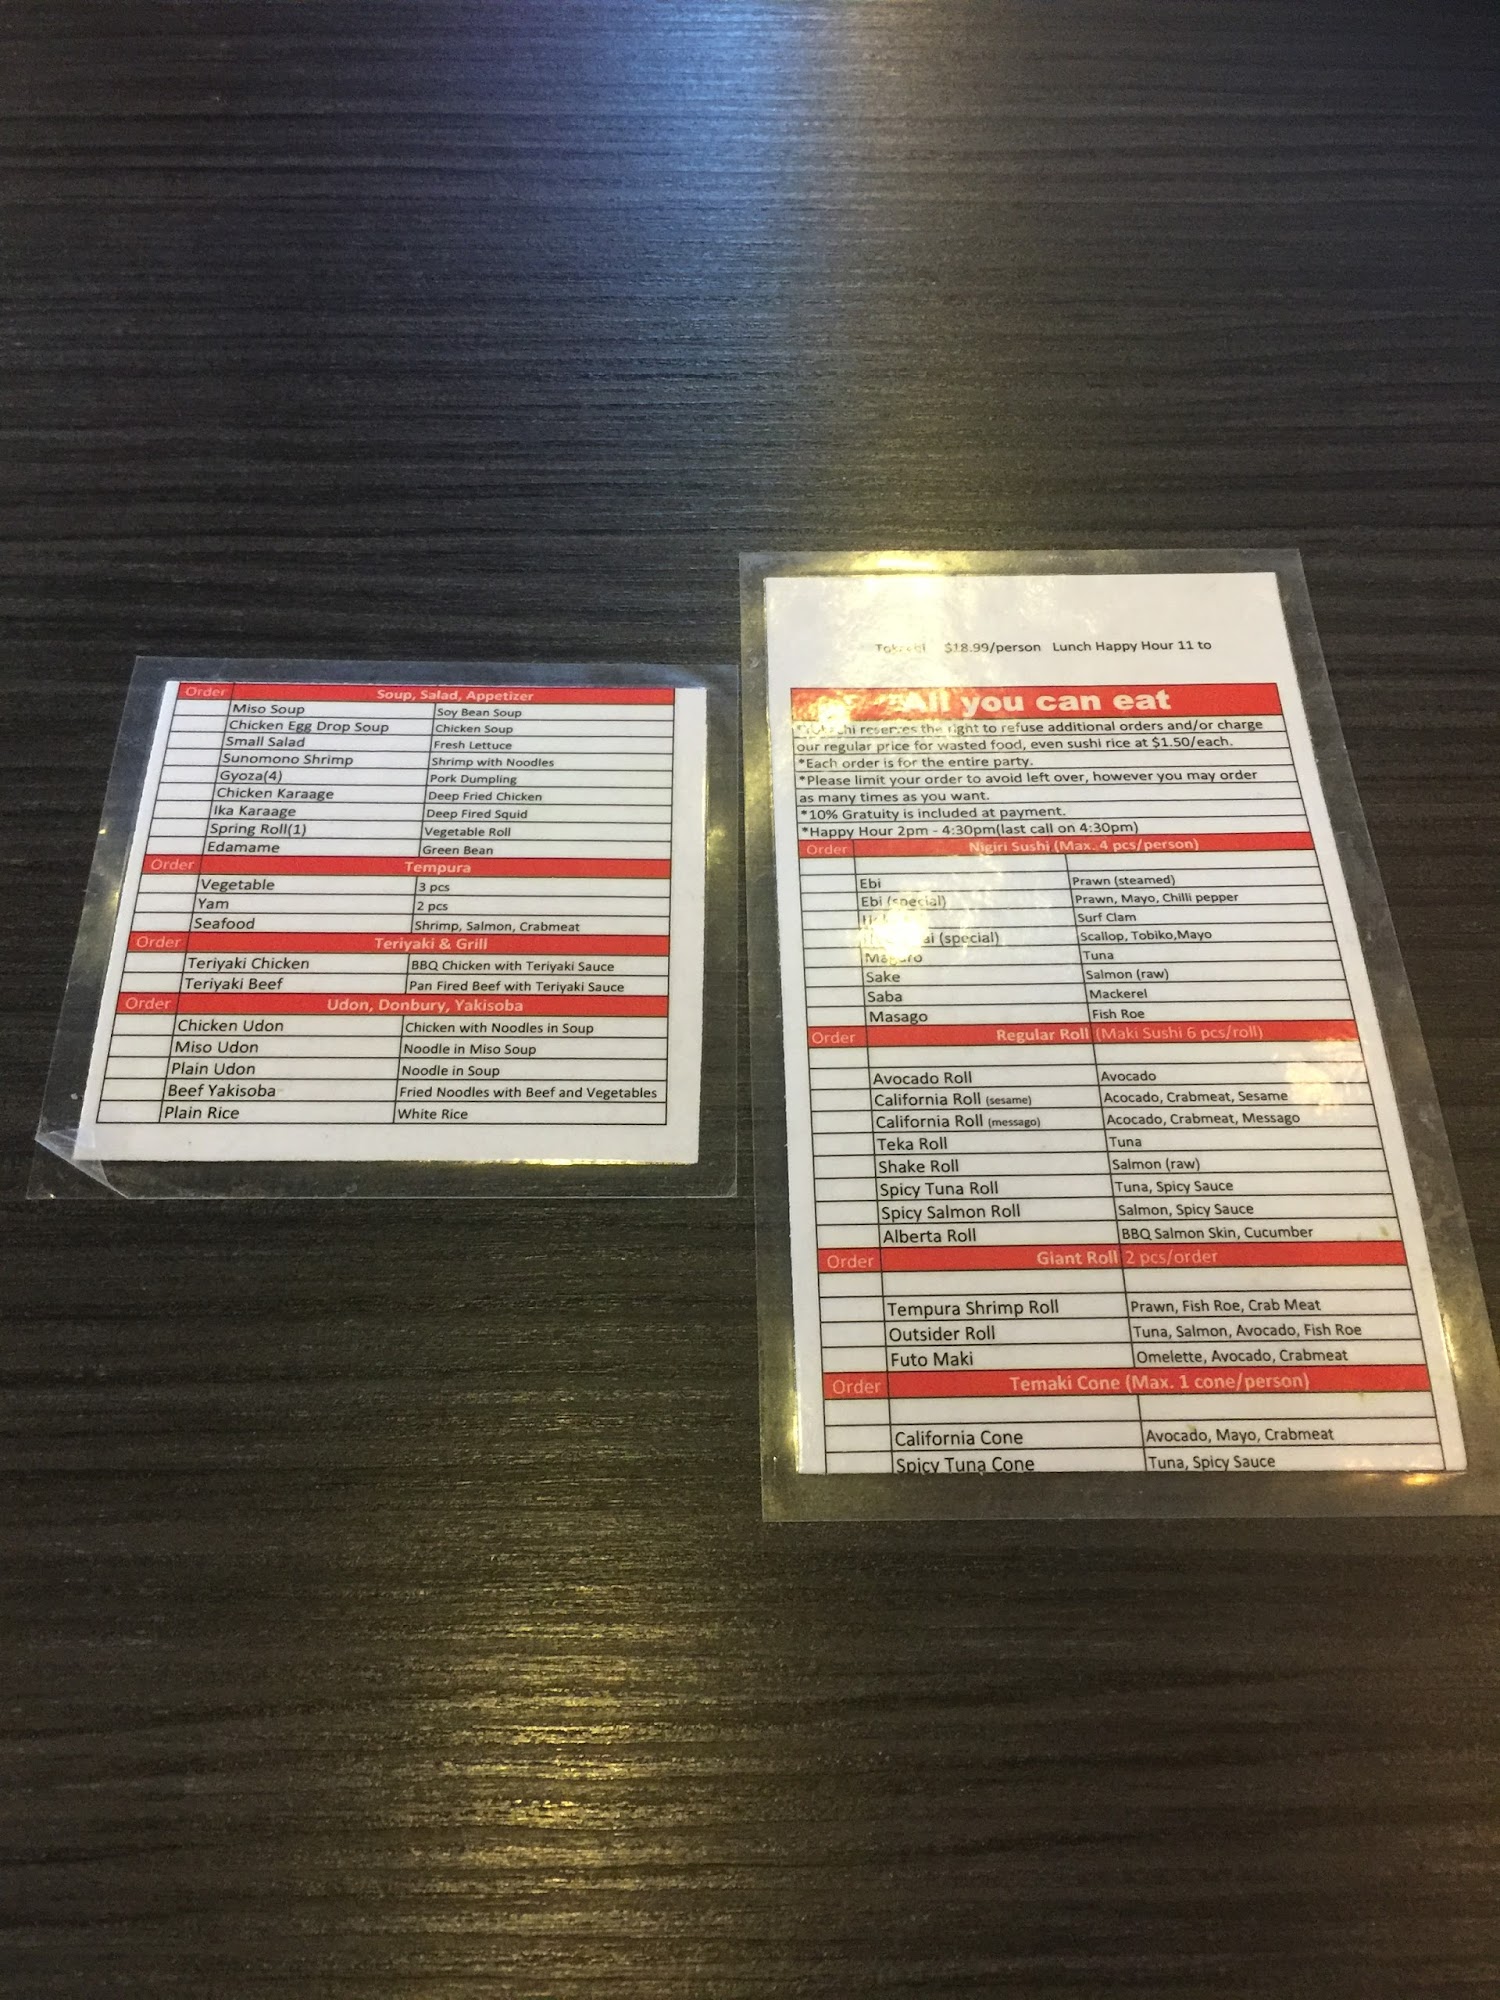 Order Soup, Salad, Appetizer
Miso Soup Soy Bean Soup
Chicken Egg Drop Soup Chicken Soup
Small Salad Fresh Lettuce
Sunomono Shrimp Shrimp with Noodles
Gyoza(4) Pork Dumpling
Chicken Karaage Deep Fried Chicken
Ika Karaage Deep Fired Squid
Spring Roll(1) Vegetable Roll
Edamame Green Bean
Order Tempura
Vegetable 3 pcs
Yam 2 pcs
Seafood Shrimp, Salmon, Crabmeat
Order Teriyaki & Grill
Teriyaki Chicken BBQ Chicken with Teriyaki Sauce
Teriyaki Beef Pan Fired Beef with Teriyaki Sauce
Order Udon, Donbury, Yakisoba
Chicken Udon Chicken with Noodles in Soup
Miso Udon Noodle in Miso Soup
Plain Udon Noodle in Soup
Beef Yakisoba Fried Noodles with Beef and Vegetables
Plain Rice White Rice
$18.99/person Lunch Happy Hour 11 to
All you can eat
reserves the right to refuse additional orders and/or charge
our regular price for wasted food, even sushi rice at $1.50/each.
*Each order is for the entire party.
*Please limit your order to avoid left over, however you may order
as many times as you want.
*10% Gratuity is included at payment.
*Happy Hour 2pm - 4:30pm(last call on 4:30pm)
Order Nigiri Sushi (Max. 4 pcs/person)
Ebi Prawn (steamed)
Ebi (special) Prawn, Mayo, Chilli pepper
Surf Clam
(special) Scallop, Tobiko,Mayo
Maguro Tuna
Sake Salmon (raw)
Saba Mackerel
Masago Fish Roe
Order Regular Roll (Maki Sushi 6 pcs/roll)
Avocado Roll Avocado
California Roll (sesame) Acocado, Crabmeat, Sesame
California Roll (message) Acocado, Crabmeat, Messago
Teka Roll Tuna
Shake Roll Salmon (raw)
Spicy Tuna Roll Tuna, Spicy Sauce
Spicy Salmon Roll Salmon, Spicy Sauce
Alberta Roll BBQ Salmon Skin, Cucumber
Order Giant Roll 2 pcs/order
Tempura Shrimp Roll Prawn, Fish Roe, Crab Meat
Outsider Roll Tuna, Salmon, Avocado, Fish Roe
Futo Maki Omelette, Avocado, Crabmeat
Order Temaki Cone (Max. 1 cone/person)
California Cone Avocado, Mayo, Crabmeat
Spicy Tuna Cone Tuna, Spicy Sauce